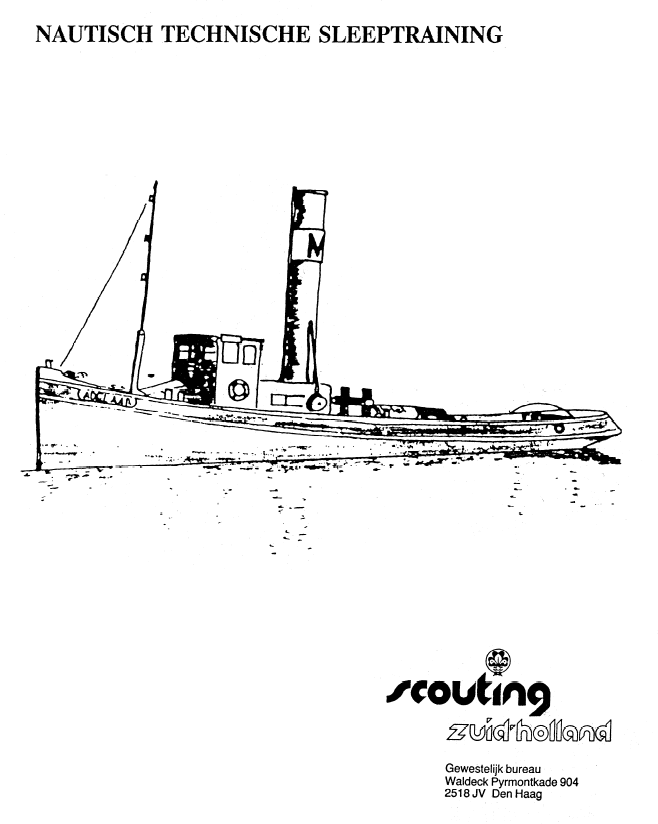 NAUTISCH TECHNISCHE SLEEPTRAINING
M
scouting
zuid-holland
Gewestelijk bureau
Waldeck Pyrmontkade 904
2518 JV Den Haag